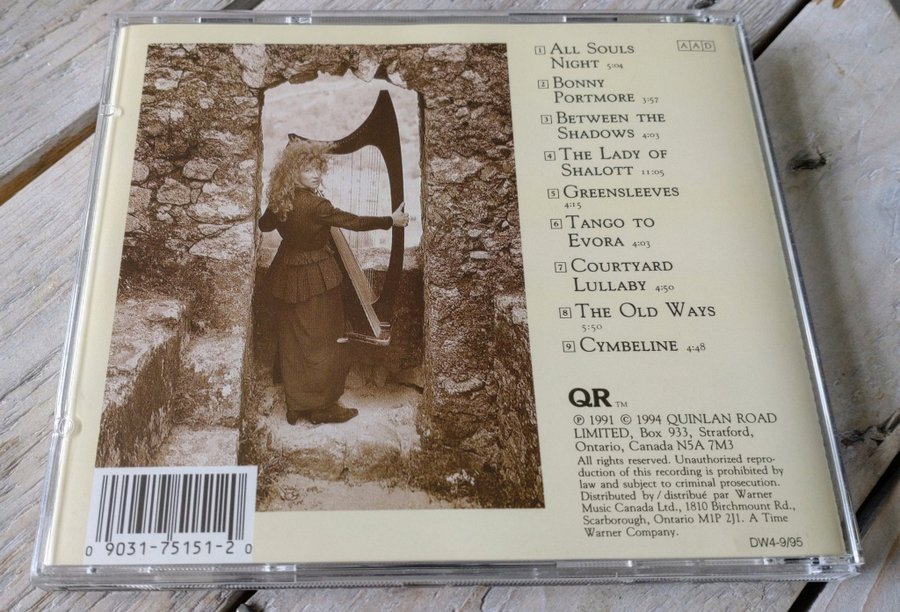 1 ALL SOULS
NIGHT 5:04
AAD
2 BONNY
PORTMORE 3:57
3 BETWEEN THE
SHADOWS 4:03
4 THE LADY OF
SHALOTT 11:05
5 GREENSLEEVES
4:15
6 TANGO TO
EVORA 4:03
7 COURTYARD
LULLABY 4:50
8 THE OLD WAYS
5:50
9 CYMBELINE 4:48
QR TM
℗ 1991 © 1994 QUINLAN ROAD
LIMITED, Box 933, Stratford,
Ontario, Canada N5A 7M3
All rights reserved. Unauthorized repro-
duction of this recording is prohibited by
law and subject to criminal prosecution.
Distributed by / distribué par Warner
Music Canada Ltd., 1810 Birchmount Rd.,
Scarborough, Ontario M1P 2J1. A Time
Warner Company.
DW4-9/95
0 9031-75151-2 0